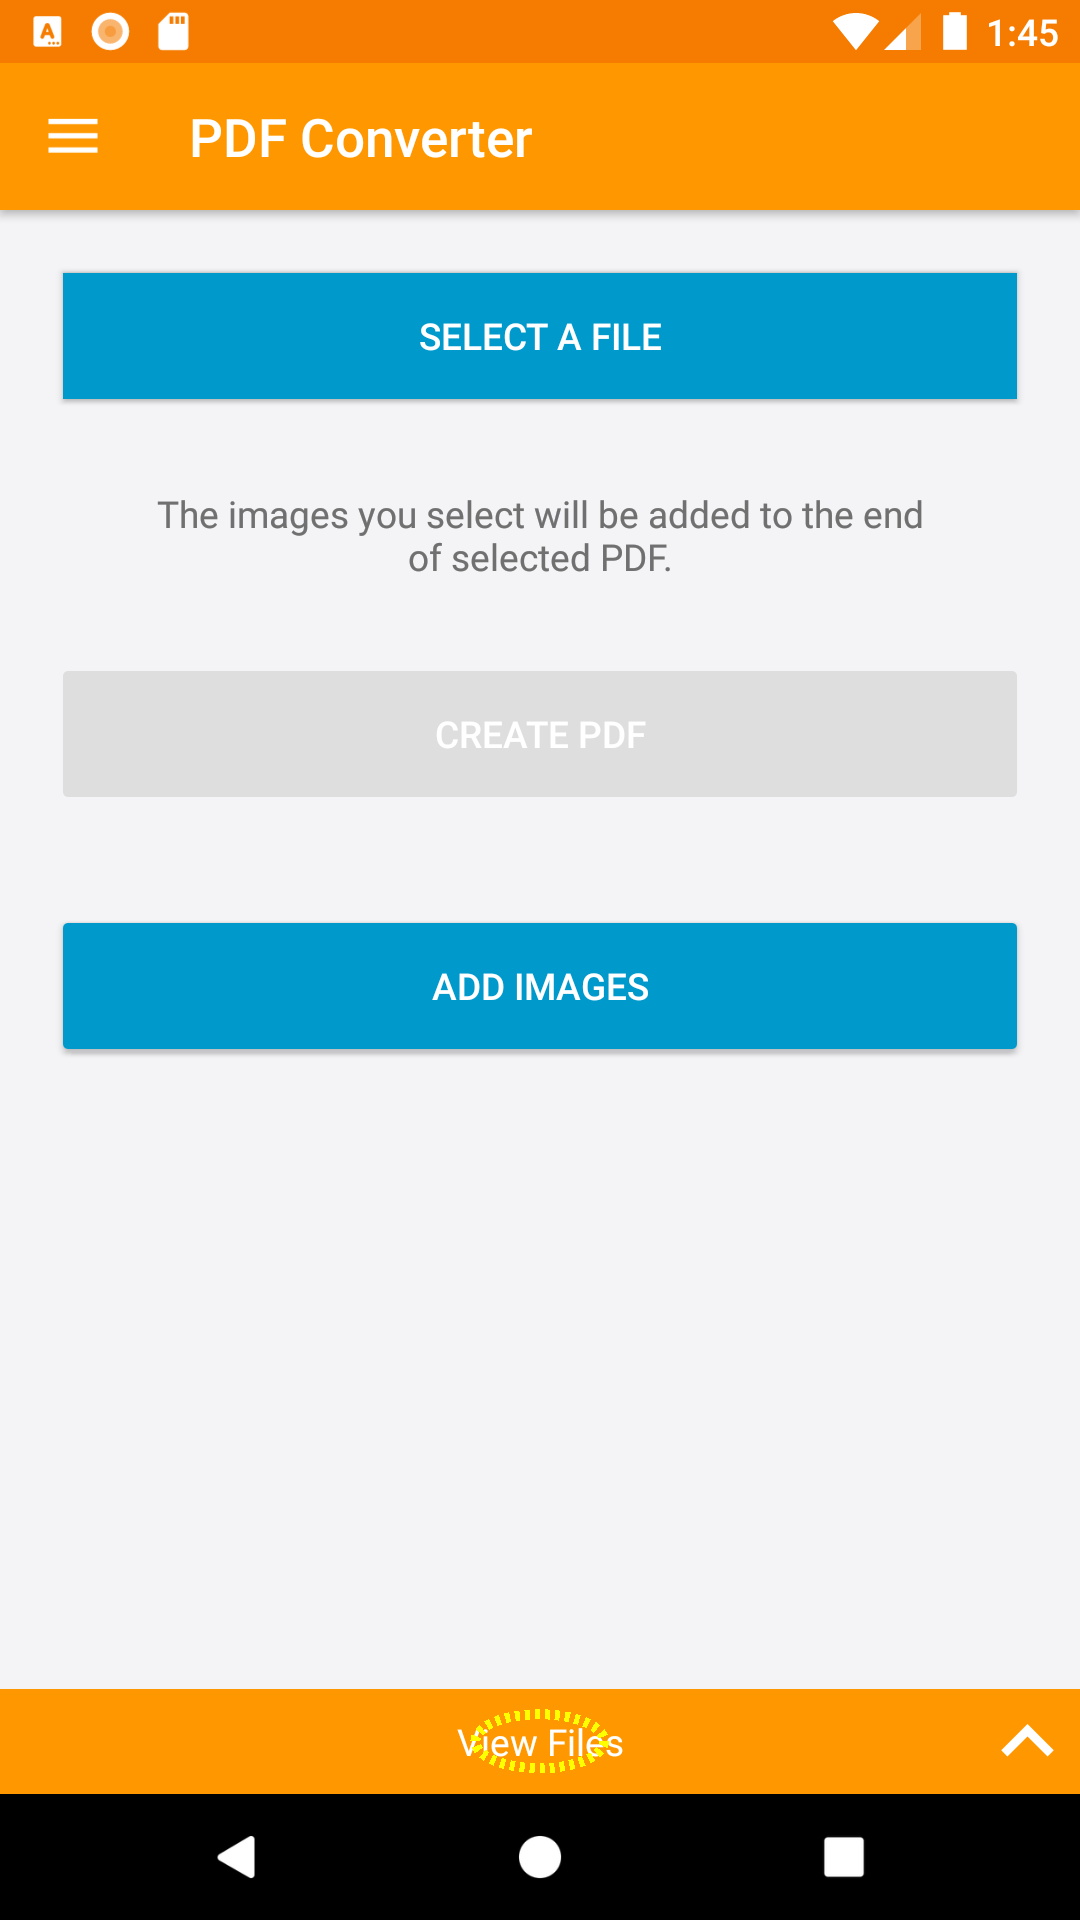 1:45
PDF Converter
SELECT A FILE
The images you select will be added to the end
of selected PDF.
CREATE PDF
ADD IMAGES
View Files